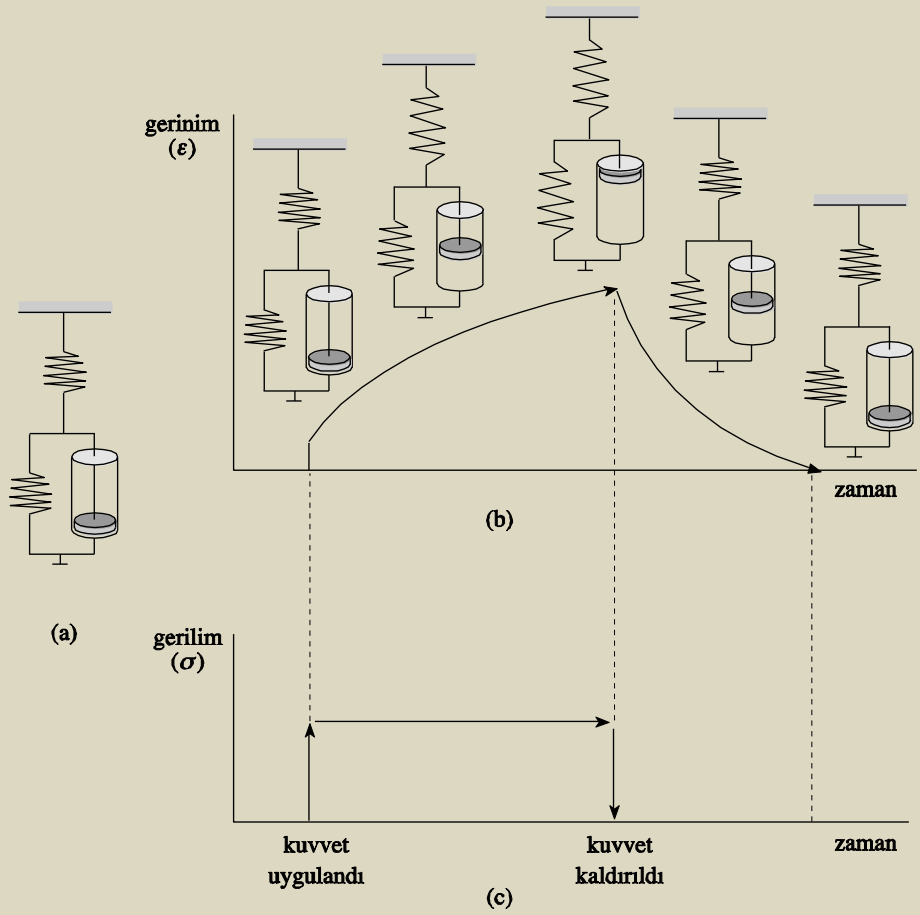 gerinim
(ε)
zaman
(b)
(a)
gerilim
(σ)
kuvvet
uygulandı
kuvvet
kaldırıldı
zaman
(c)